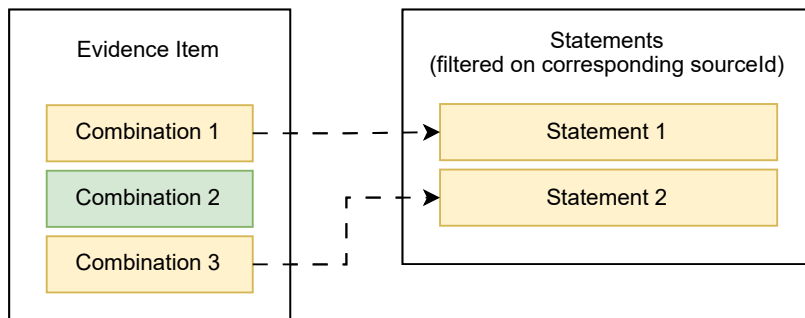 Evidence Item
Combination 1
Combination 2
Combination 3
Statements
(filtered on corresponding sourceId)
Statement 1
Statement 2